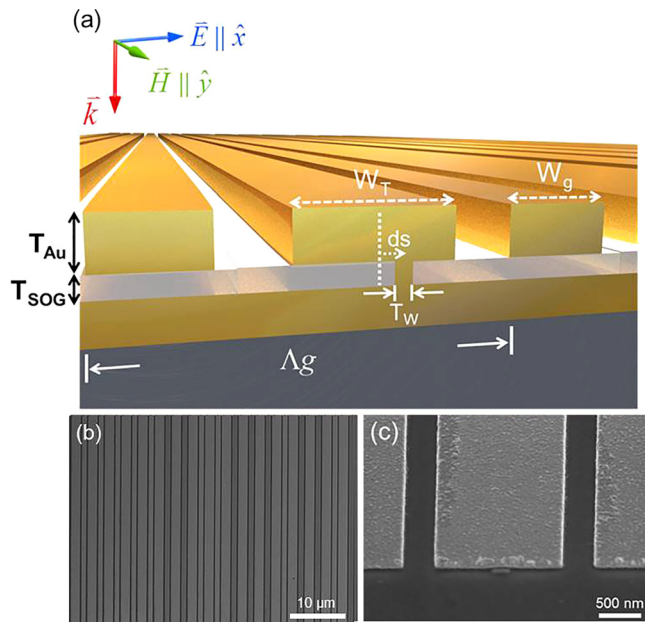 (a)
E⃗ ∥ x̂
H⃗ ∥ ŷ
k⃗
W_T
W_g
T_Au
ds
T_SOG
T_W
Λg
(b)
10 μm
(c)
500 nm